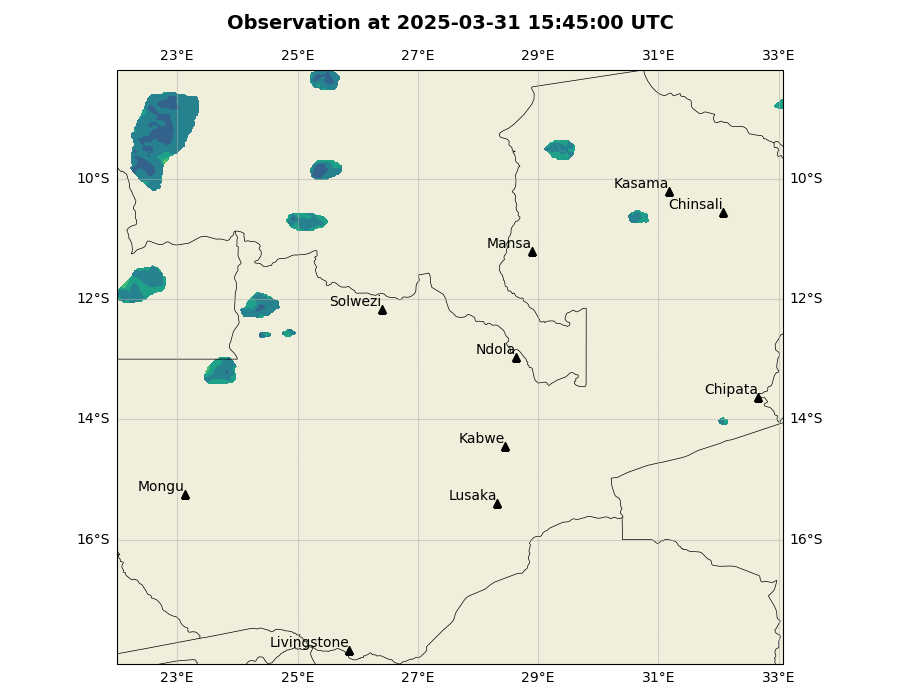 Observation at 2025-03-31 15:45:00 UTC
23°E 25°E 27°E 29°E 31°E 33°E
10°S 10°S
Kasama
Chinsali
Mansa
12°S 12°S
Solwezi
Ndola
Chipata
14°S 14°S
Kabwe
Mongu
Lusaka
16°S 16°S
Livingstone
23°E 25°E 27°E 29°E 31°E 33°E